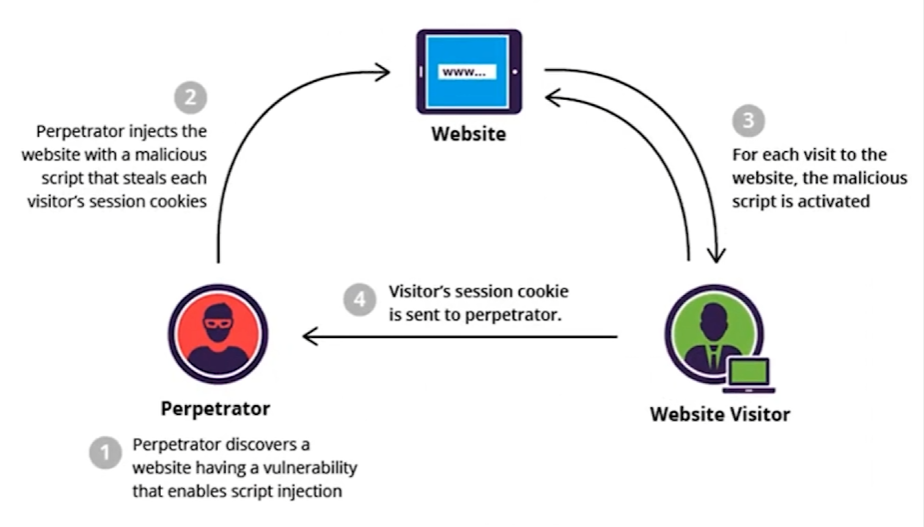 www...
Website
2
Perpetrator injects the
website with a malicious
script that steals each
visitor's session cookies
3
For each visit to the
website, the malicious
script is activated
4
Visitor's session cookie
is sent to perpetrator.
Perpetrator
Website Visitor
1
Perpetrator discovers a
website having a vulnerability
that enables script injection